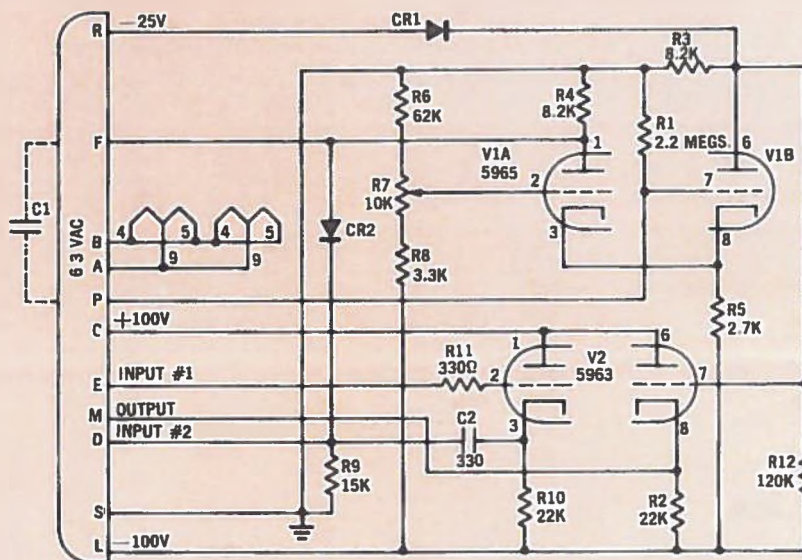 R −25V
CR1
R3
8.2K
R6
62K
R4
8.2K
R1
2.2 MEGS.
F
V1A
5965
V1B
1
6
R7
10K
2
7
C1
CR2
3
8
6 3 VAC
4 5 4 5
B
9 9
A
R8
3.3K
P
R5
2.7K
C +100V
1
6
R11
330Ω
V2
5963
E INPUT #1
2
7
M OUTPUT
C2
330
3
8
D INPUT #2
R9
15K
R12
120K
R10
22K
R2
22K
S
L −100V